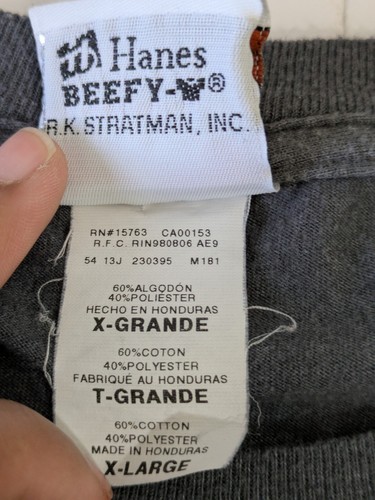 Hanes
BEEFY-T®
R.K. STRATMAN, INC.
RN#15763 CA00153
R.F.C. RIN980806 AE9
54 13J 230395 M181
60%ALGODÓN
40%POLIESTER
HECHO EN HONDURAS
X-GRANDE
60%COTON
40%POLYESTER
FABRIQUÉ AU HONDURAS
T-GRANDE
60%COTTON
40%POLYESTER
MADE IN HONDURAS
X-LARGE